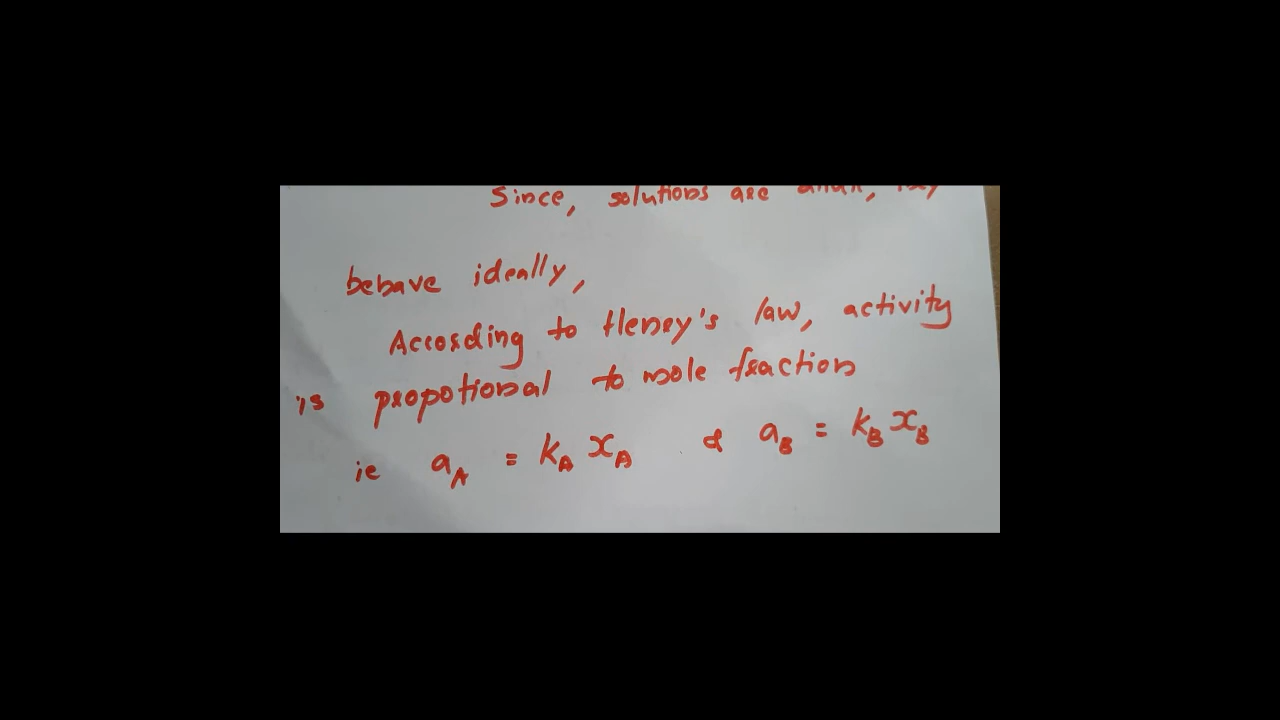 Since, solutions are
behave ideally,
According to Henry's law, activity
is propotional to mole fraction
ie a_A = K_A x_A & a_B = K_B x_B